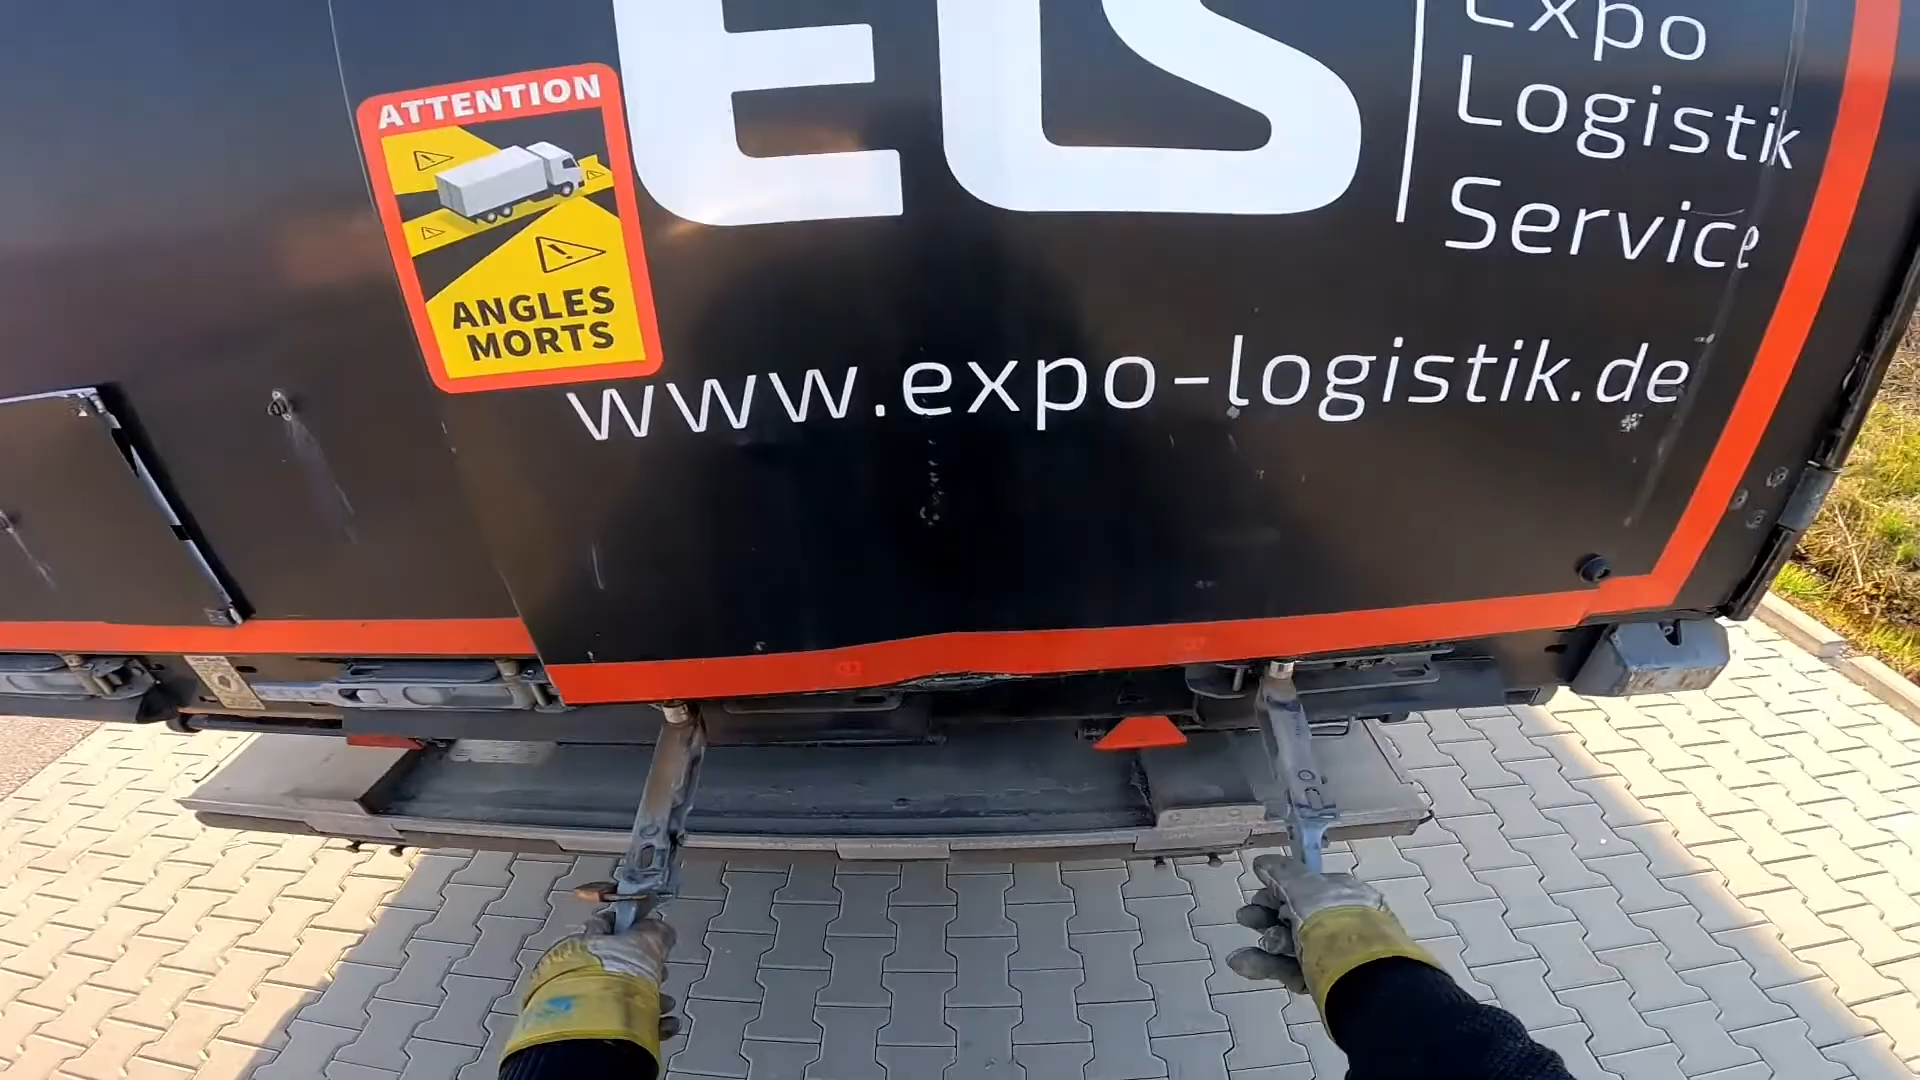 ATTENTION
ANGLES
MORTS
ELS
Expo
Logistik
Service
www.expo-logistik.de